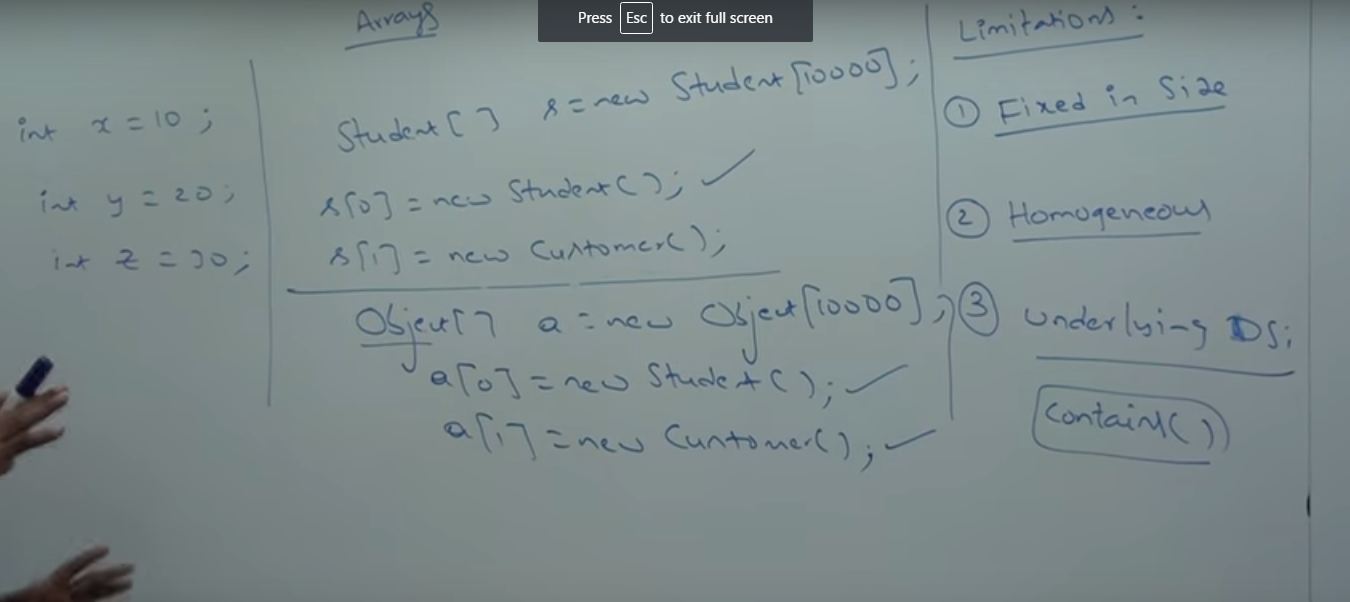 Press Esc to exit full screen
int x = 10 ;
int y = 20 ;
int z = 30 ;
Arrays
Student [ ] s = new Student [10000] ;
s[0] = new Student ( ) ; ✓
s[1] = new Customer ( ) ;
Object [ ] a = new Object [10000] ;
a[0] = new Student ( ) ; ✓
a[1] = new Customer ( ) ; ✓
Limitations :
① Fixed in Size
② Homogeneous
③ Underlying DS ;
Contains ( )